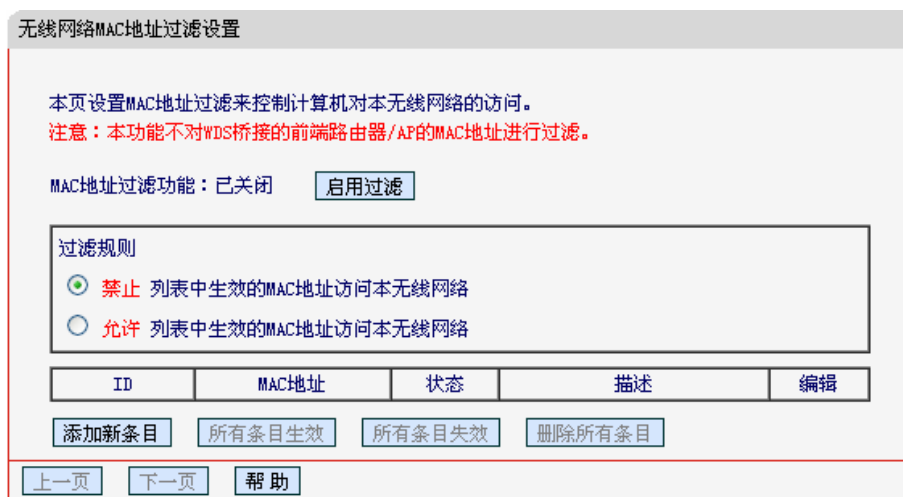 无线网络MAC地址过滤设置
本页设置MAC地址过滤来控制计算机对本无线网络的访问。
注意：本功能不对WDS桥接的前端路由器/AP的MAC地址进行过滤。
MAC地址过滤功能：已关闭 启用过滤
过滤规则
禁止 列表中生效的MAC地址访问本无线网络
允许 列表中生效的MAC地址访问本无线网络
ID MAC地址 状态 描述 编辑
添加新条目 所有条目生效 所有条目失效 删除所有条目
上一页 下一页 帮助